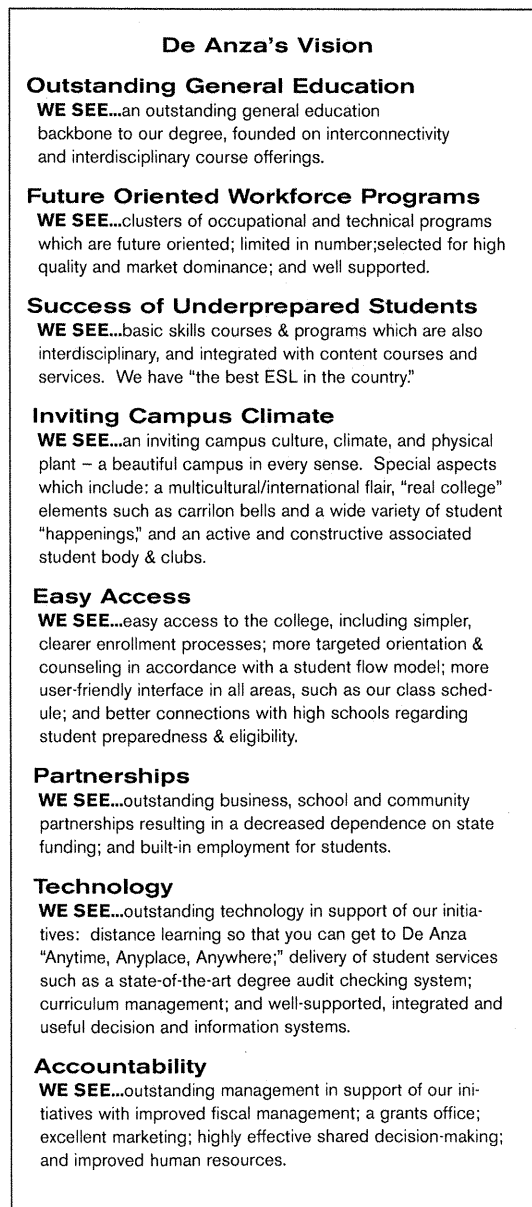 De Anza's Vision
Outstanding General Education
WE SEE...an outstanding general education
backbone to our degree, founded on interconnectivity
and interdisciplinary course offerings.
Future Oriented Workforce Programs
WE SEE...clusters of occupational and technical programs
which are future oriented; limited in number;selected for high
quality and market dominance; and well supported.
Success of Underprepared Students
WE SEE...basic skills courses & programs which are also
interdisciplinary, and integrated with content courses and
services. We have "the best ESL in the country."
Inviting Campus Climate
WE SEE...an inviting campus culture, climate, and physical
plant – a beautiful campus in every sense. Special aspects
which include: a multicultural/international flair, "real college"
elements such as carrilon bells and a wide variety of student
"happenings," and an active and constructive associated
student body & clubs.
Easy Access
WE SEE...easy access to the college, including simpler,
clearer enrollment processes; more targeted orientation &
counseling in accordance with a student flow model; more
user-friendly interface in all areas, such as our class sched-
ule; and better connections with high schools regarding
student preparedness & eligibility.
Partnerships
WE SEE...outstanding business, school and community
partnerships resulting in a decreased dependence on state
funding; and built-in employment for students.
Technology
WE SEE...outstanding technology in support of our initia-
tives: distance learning so that you can get to De Anza
"Anytime, Anyplace, Anywhere;" delivery of student services
such as a state-of-the-art degree audit checking system;
curriculum management; and well-supported, integrated and
useful decision and information systems.
Accountability
WE SEE...outstanding management in support of our ini-
tiatives with improved fiscal management; a grants office;
excellent marketing; highly effective shared decision-making;
and improved human resources.